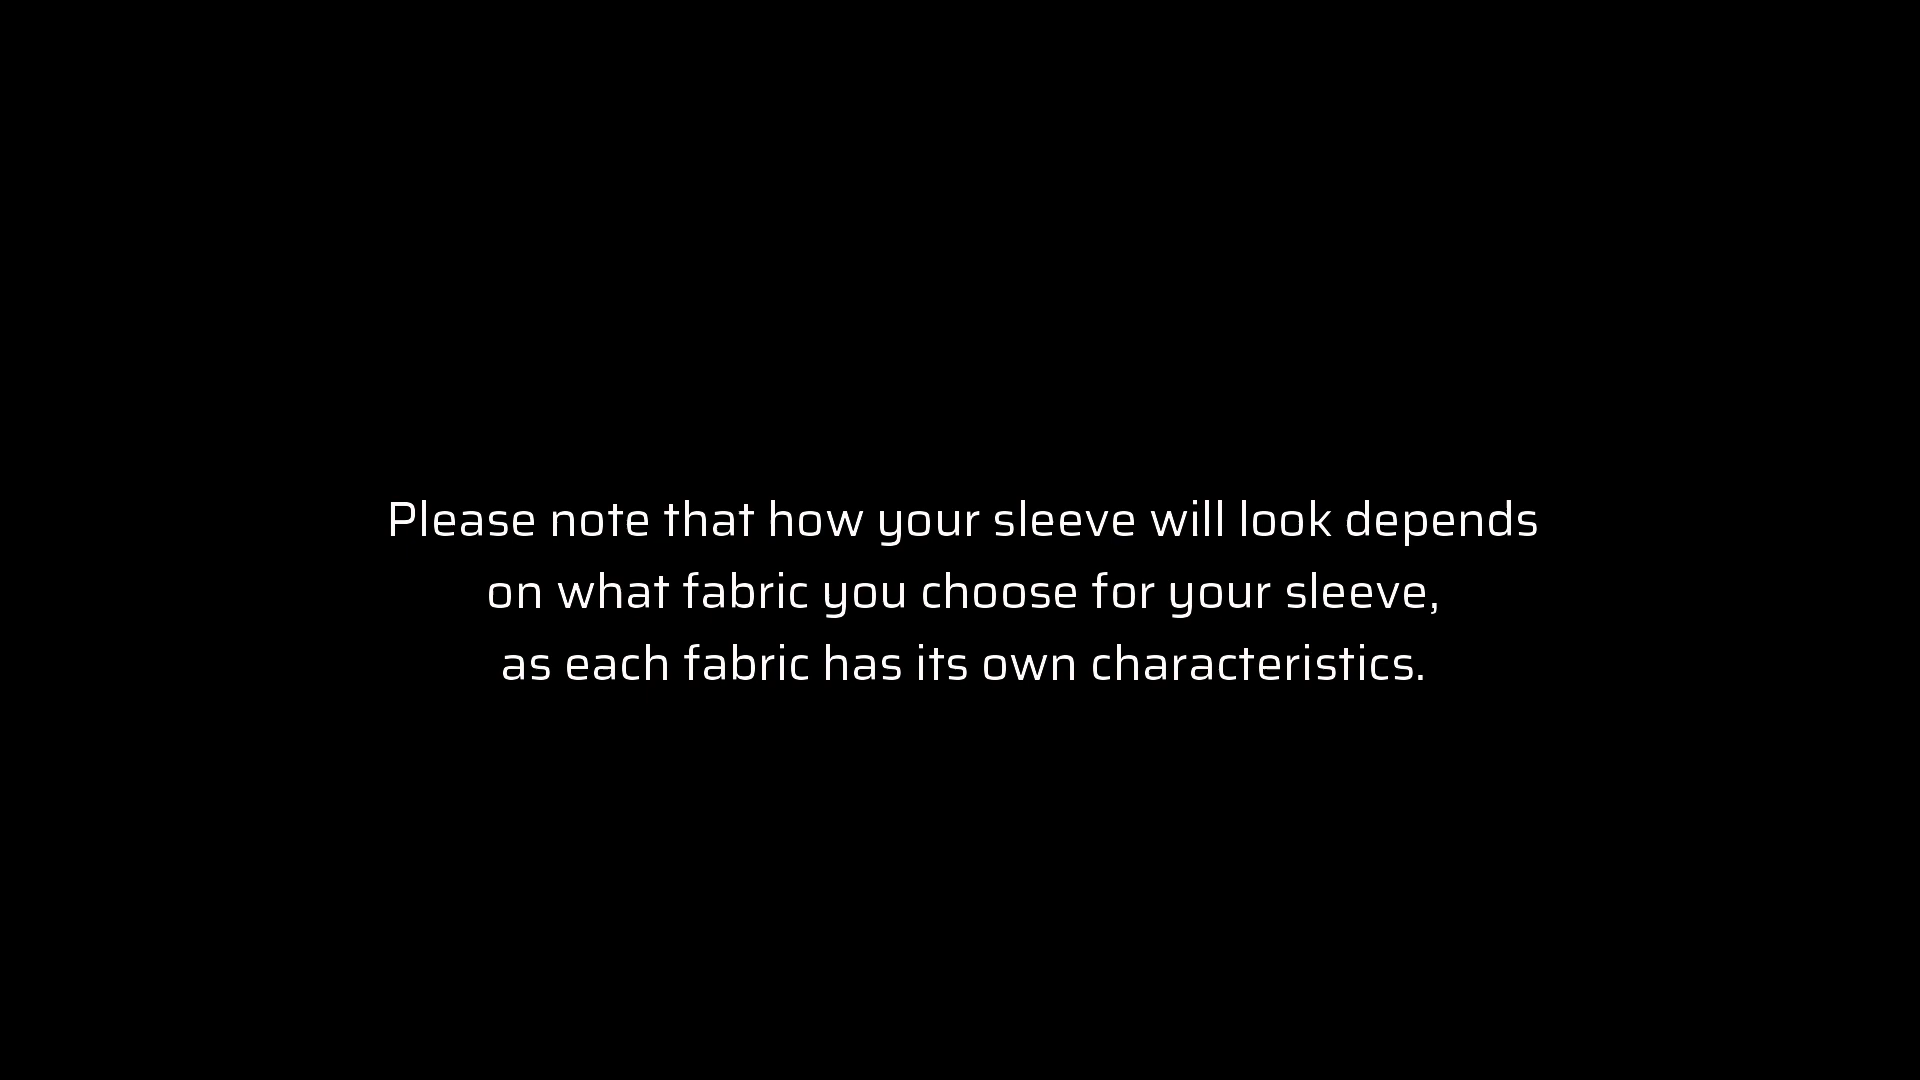 Please note that how your sleeve will look depends
on what fabric you choose for your sleeve,
as each fabric has its own characteristics.